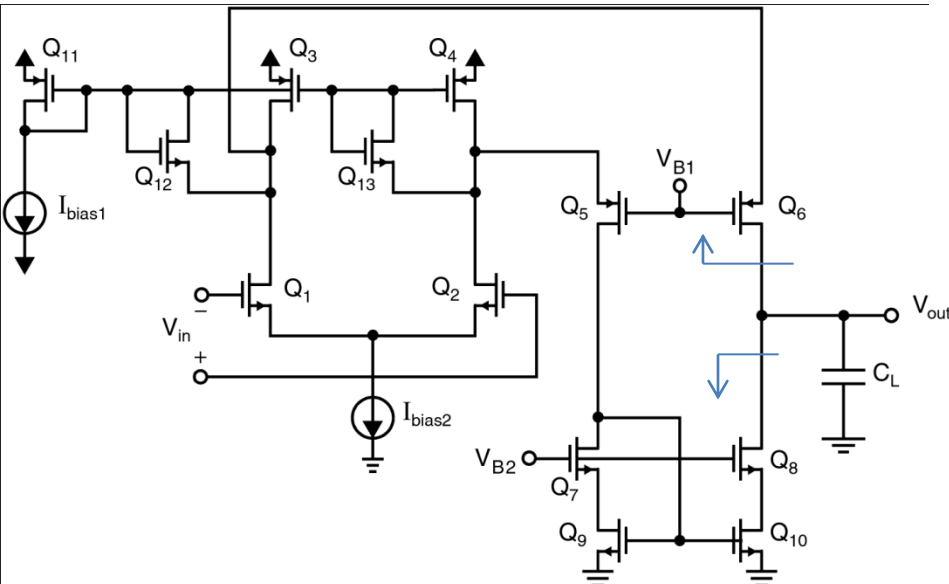 Q11
Q3
Q4
Q12
Q13
VB1
Ibias1
Q5
Q6
Q1
Q2
Vin
−
+
Vout
Ibias2
CL
VB2
Q7
Q8
Q9
Q10